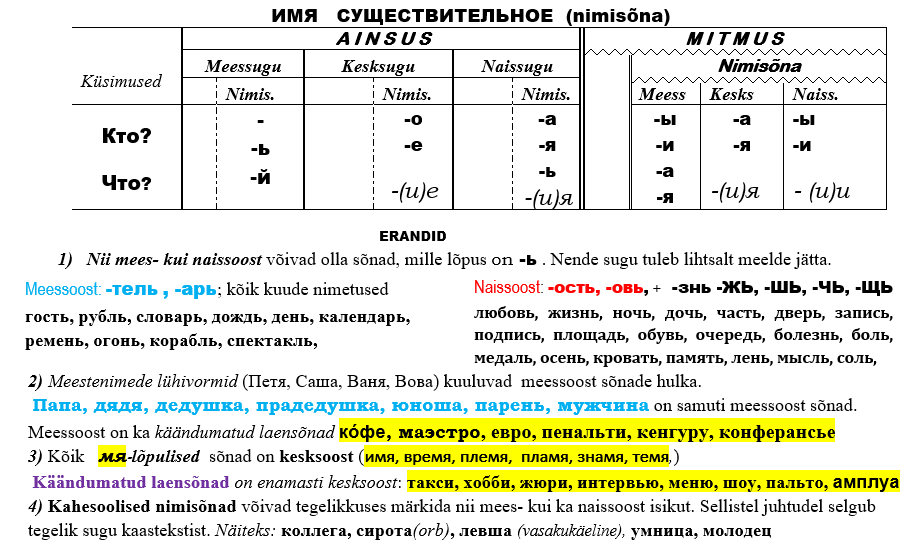 ИМЯ СУЩЕСТВИТЕЛЬНОЕ (nimisõna)
AINSUS MITMUS
Küsimused Meessugu Kesksugu Naissugu Nimisõna
Nimis. Nimis. Nimis. Meess Kesks Naiss.
Кто? - -о -а -ы -а -ы
-ь -е -я -и -я -и
Что? -й -ь -а
-(и)е -(и)я -я -(и)я - (и)и
ERANDID
1) Nii mees- kui naissoost võivad olla sõnad, mille lõpus on -ь . Nende sugu tuleb lihtsalt meelde jätta.
Meessoost: -тель , -арь; kõik kuude nimetused
гость, рубль, словарь, дождь, день, календарь,
ремень, огонь, корабль, спектакль,
Naissoost: -ость, -овь, + -знь -ЖЬ, -ШЬ, -ЧЬ, -ЩЬ
любовь, жизнь, ночь, дочь, часть, дверь, запись,
подпись, площадь, обувь, очередь, болезнь, боль,
медаль, осень, кровать, память, лень, мысль, соль,
2) Meestenimede lühivormid (Петя, Саша, Ваня, Вова) kuuluvad meessoost sõnade hulka.
Папа, дядя, дедушка, прадедушка, юноша, парень, мужчина on samuti meessoost sõnad.
Meessoost on ka käändumatud laensõnad ко́фе, маэстро, евро, пенальти, кенгуру, конферансье
3) Kõik мя-lõpulised sõnad on kesksoost (имя, время, племя, пламя, знамя, темя,)
Käändumatud laensõnad on enamasti kesksoost: такси, хобби, жюри, интервью, меню, шоу, пальто, амплуа
4) Kahesoolised nimisõnad võivad tegelikkuses märkida nii mees- kui ka naissoost isikut. Sellistel juhtudel selgub
tegelik sugu kaastekstist. Näiteks: коллега, сирота(orb), левша (vasakukäeline), умница, молодец